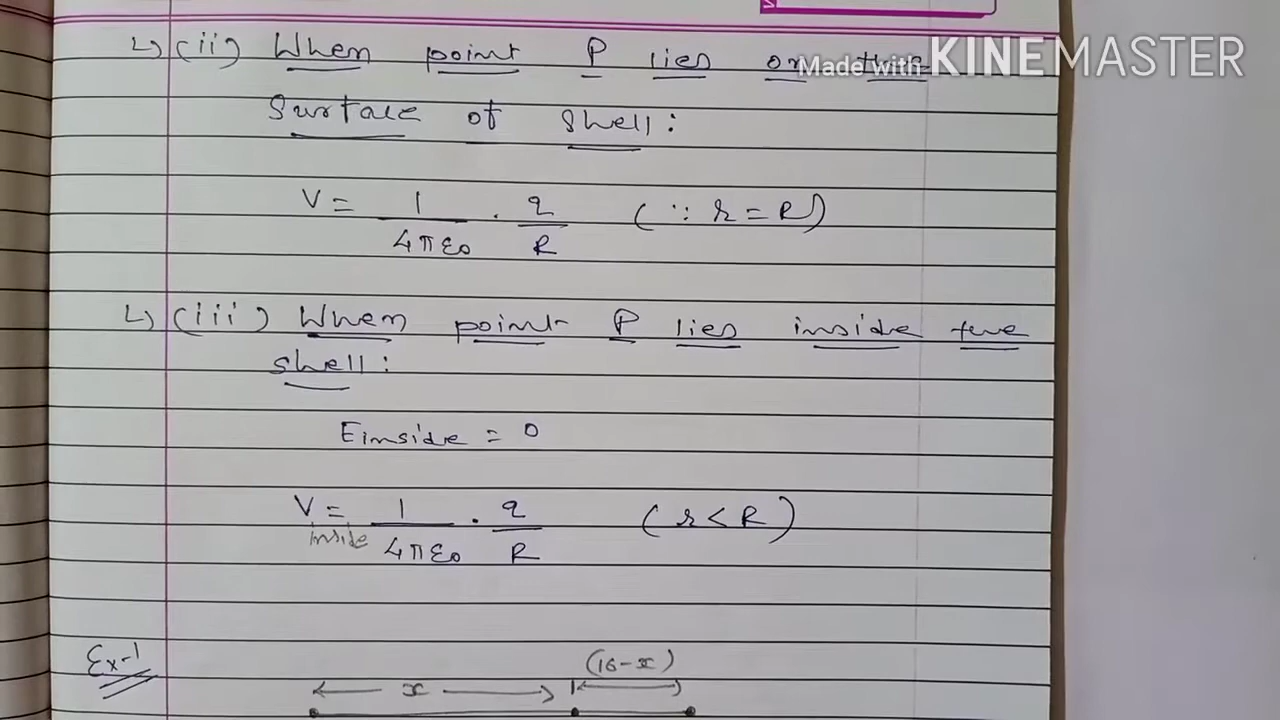 ↳ (ii) When point P lies on the
Made with KINEMASTER
Surface of shell:
V = 1/4πε₀ · q/R (∵ r = R)
↳ (iii) When point P lies inside the
shell:
Einside = 0
V inside = 1/4πε₀ · q/R (r < R)
Ex-1
(16-x)
x